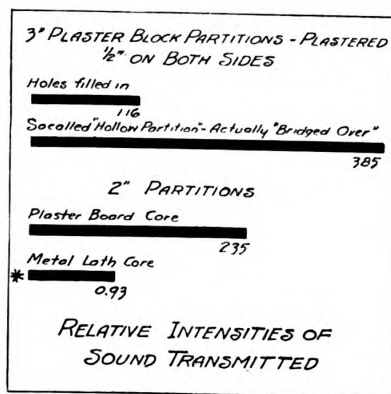 3" PLASTER BLOCK PARTITIONS - PLASTERED
½" ON BOTH SIDES
Holes filled in
116
Socalled "Hollow Partition" - Actually "Bridged Over"
385
2" PARTITIONS
Plaster Board Core
235
Metal Lath Core
*
0.93
RELATIVE INTENSITIES OF
SOUND TRANSMITTED